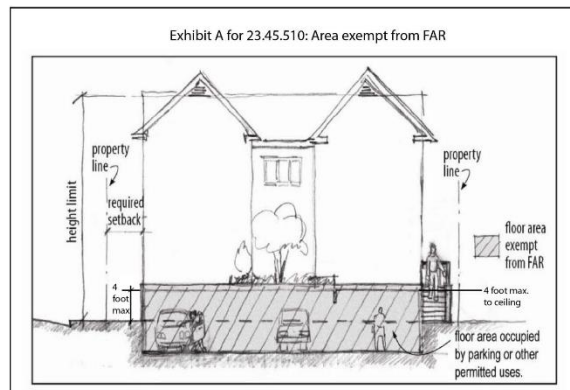 Exhibit A for 23.45.510: Area exempt from FAR
property
line
property
line
height limit
required
setback
floor area
exempt
from FAR
4
foot
max
4 foot max.
to ceiling
floor area occupied
by parking or other
permitted uses.